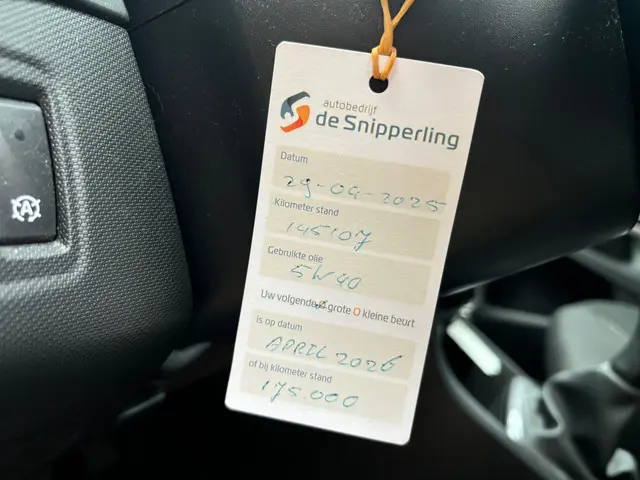 autobedrijf
de Snipperling
Datum
29-04-2025
Kilometer stand
145107
Gebruikte olie
5W40
Uw volgende O grote O kleine beurt
is op datum
APRIL 2026
of bij kilometer stand
175.000
A